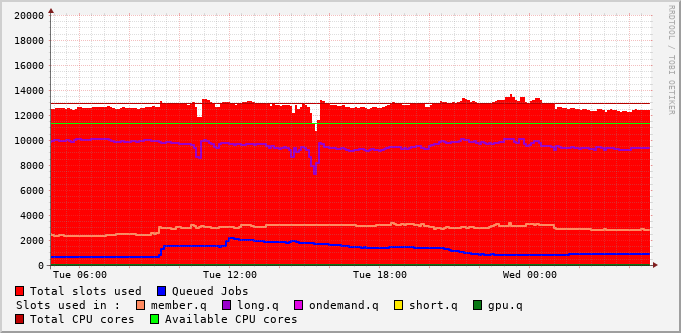 20000
18000
16000
14000
12000
10000
8000
6000
4000
2000
0
Tue 06:00 Tue 12:00 Tue 18:00 Wed 00:00
RRDTOOL / TOBI OETIKER
Total slots used Queued Jobs
Slots used in : member.q long.q ondemand.q short.q gpu.q
Total CPU cores Available CPU cores